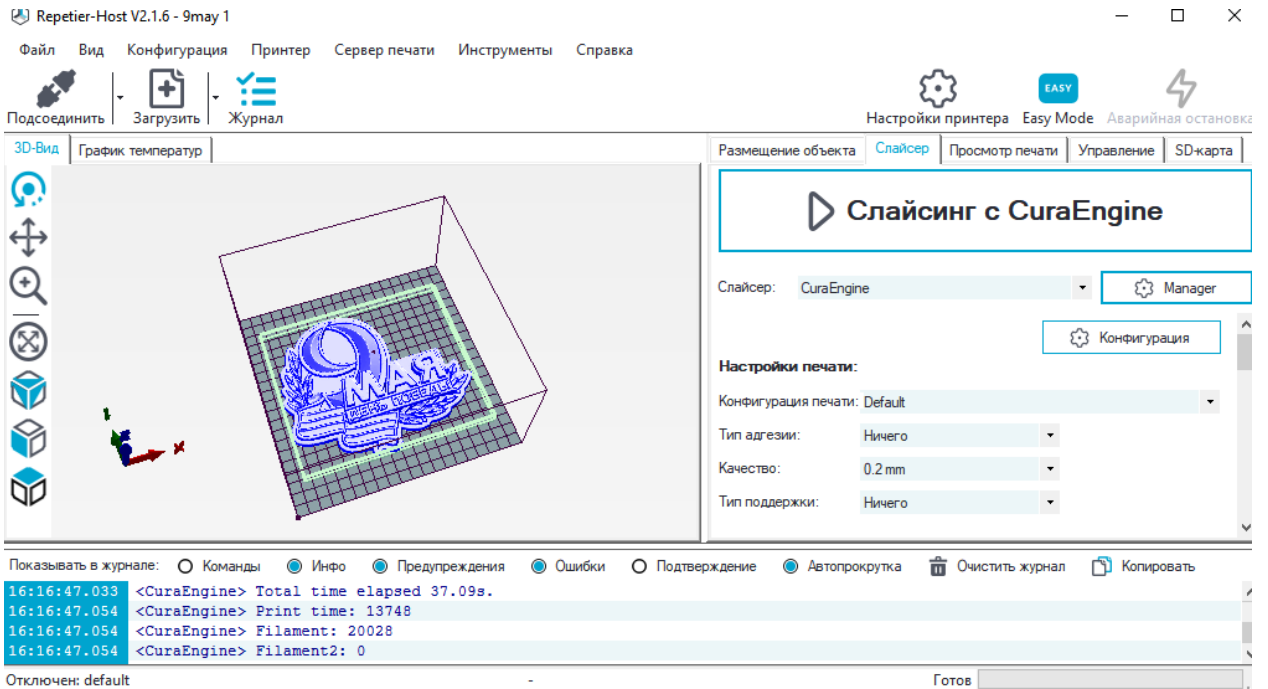 Repetier-Host V2.1.6 - 9may 1
Файл Вид Конфигурация Принтер Сервер печати Инструменты Справка
Подсоединить Загрузить Журнал Настройки принтера EASY Easy Mode Аварийная остановка
3D-Вид График температур
Размещение объекта Слайсер Просмотр печати Управление SD-карта
Слайсинг с CuraEngine
Слайсер: CuraEngine Manager
Конфигурация
Настройки печати:
Конфигурация печати: Default
Тип адгезии: Ничего
Качество: 0.2 mm
Тип поддержки: Ничего
МАЯ
ДЕНЬ ПОБЕДЫ
x
Показывать в журнале: Команды Инфо Предупреждения Ошибки Подтверждение Автопрокрутка Очистить журнал Копировать
16:16:47.033 <CuraEngine> Total time elapsed 37.09s.
16:16:47.054 <CuraEngine> Print time: 13748
16:16:47.054 <CuraEngine> Filament: 20028
16:16:47.054 <CuraEngine> Filament2: 0
Отключен: default - Готов